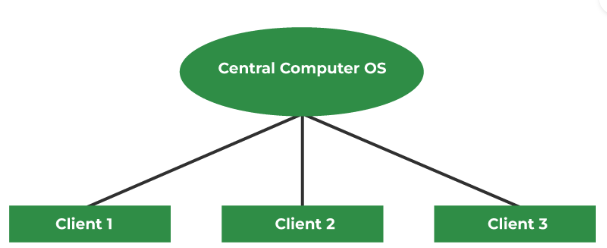 Central Computer OS
Client 1
Client 2
Client 3